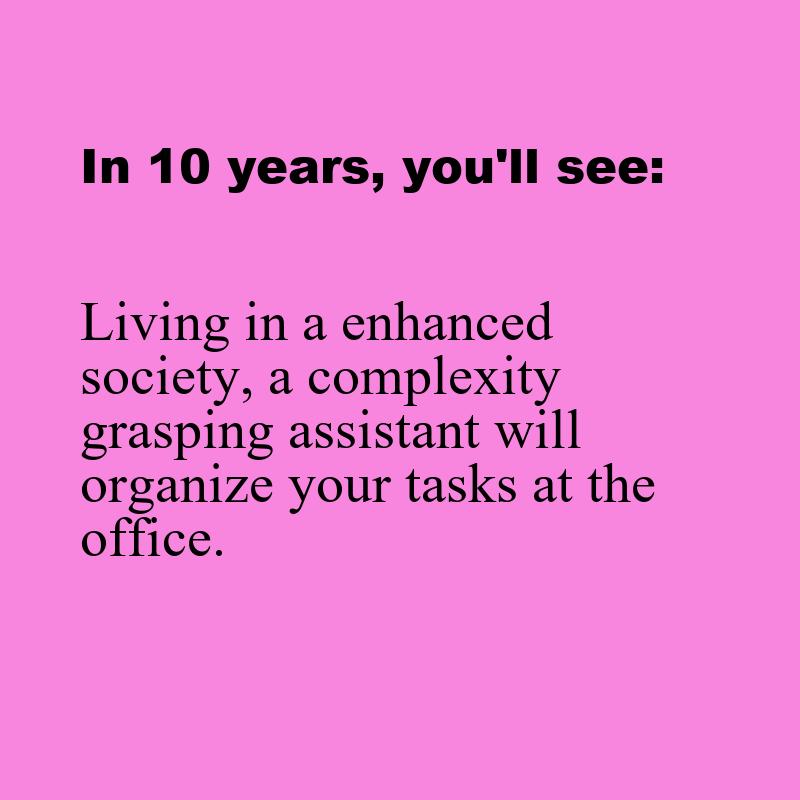 In 10 years, you'll see:
Living in a enhanced
society, a complexity
grasping assistant will
organize your tasks at the
office.